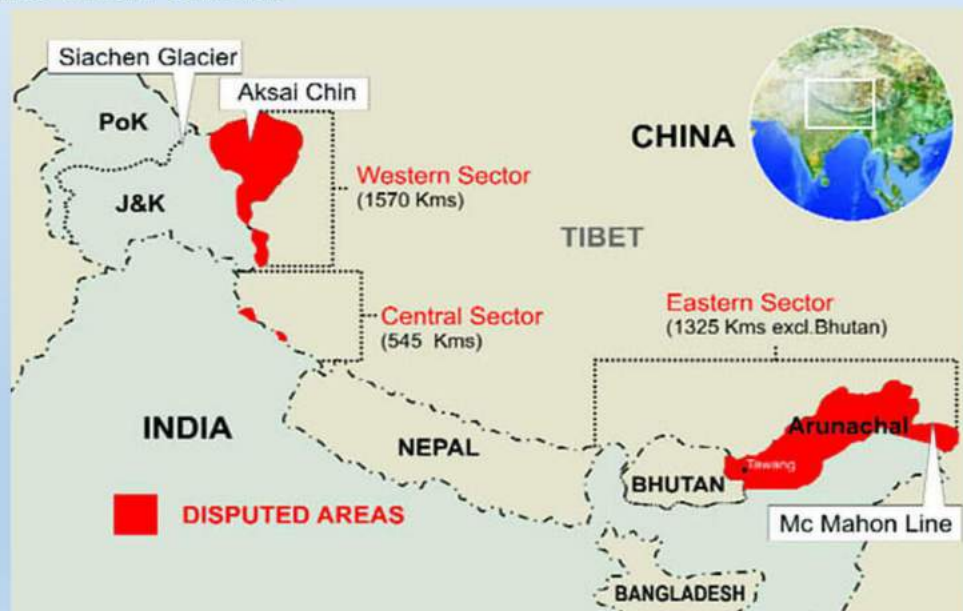 Siachen Glacier
Aksai Chin
PoK
CHINA
Western Sector
(1570 Kms)
J&K
TIBET
Eastern Sector
(1325 Kms excl.Bhutan)
Central Sector
(545 Kms)
INDIA
NEPAL
Arunachal
Tawang
BHUTAN
DISPUTED AREAS
Mc Mahon Line
BANGLADESH